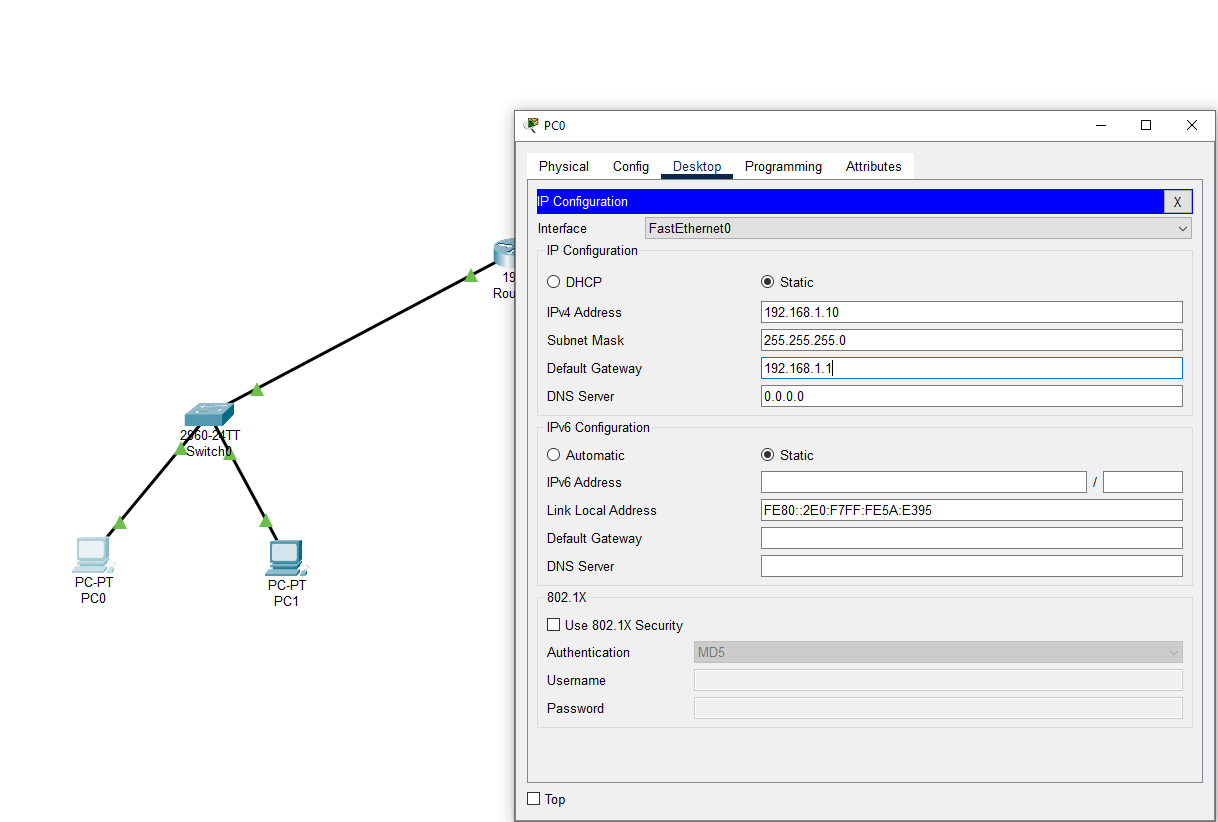 PC0
Physical Config Desktop Programming Attributes
IP Configuration X
Interface FastEthernet0
IP Configuration
DHCP Static
IPv4 Address 192.168.1.10
Subnet Mask 255.255.255.0
Default Gateway 192.168.1.1
DNS Server 0.0.0.0
IPv6 Configuration
Automatic Static
IPv6 Address /
Link Local Address FE80::2E0:F7FF:FE5A:E395
Default Gateway
DNS Server
802.1X
Use 802.1X Security
Authentication MD5
Username
Password
Top
19
Rou
2960-24TT
Switch0
PC-PT
PC0
PC-PT
PC1